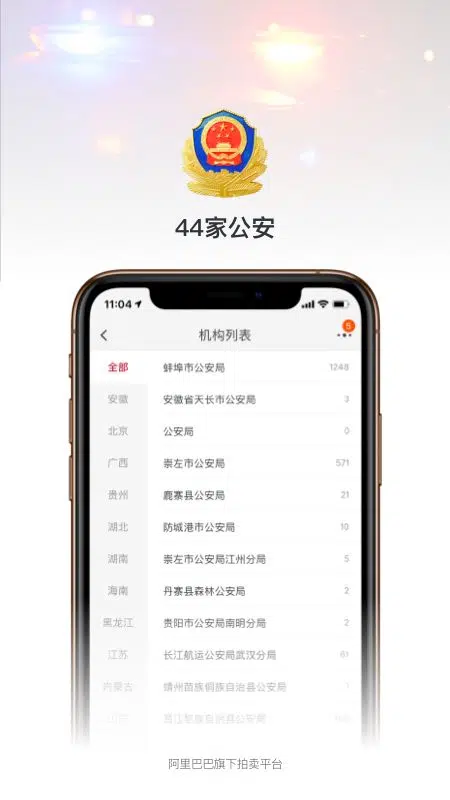 44家公安
11:04
机构列表
5
全部 蚌埠市公安局 1248
安徽 安徽省天长市公安局 3
北京 公安局 0
广西 崇左市公安局 571
贵州 鹿寨县公安局 21
湖北 防城港市公安局 10
湖南 崇左市公安局江州分局 5
海南 丹寨县森林公安局 2
黑龙江 贵阳市公安局南明分局 2
江苏 长江航运公安局武汉分局 61
内蒙古 靖州苗族侗族自治县公安局 1
阿里巴巴旗下拍卖平台